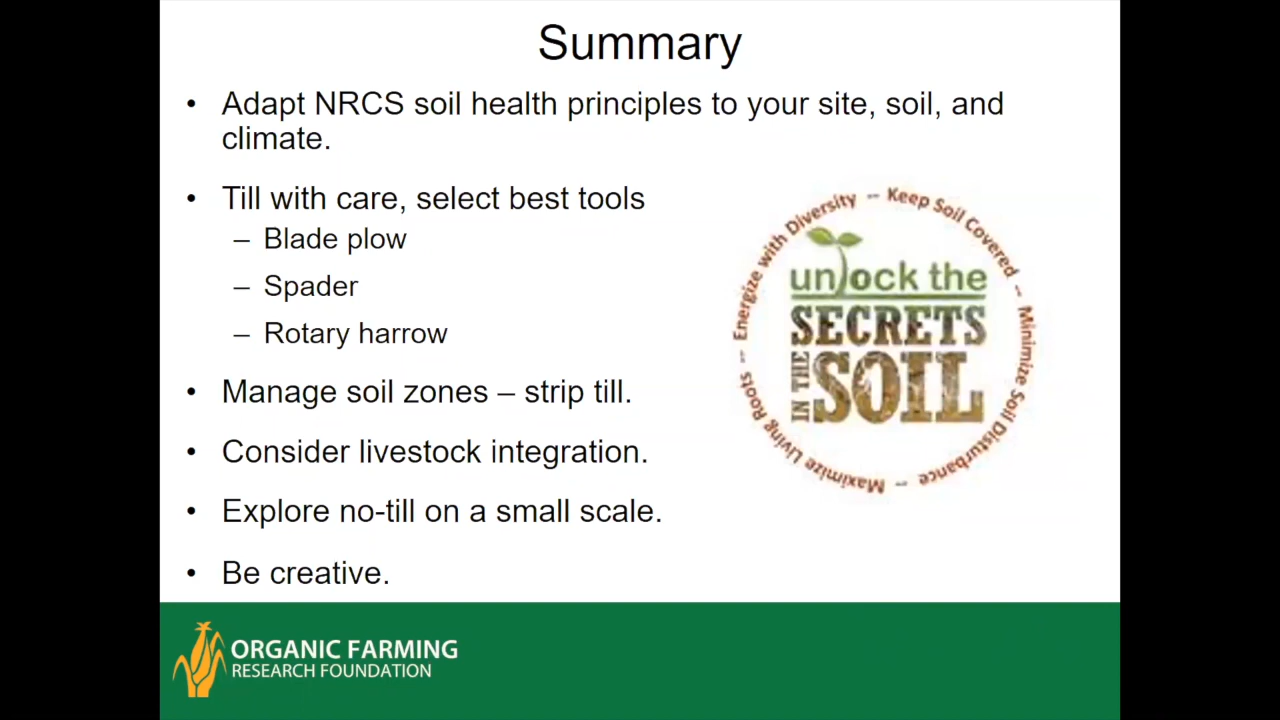 Summary
• Adapt NRCS soil health principles to your site, soil, and
climate.
• Till with care, select best tools
– Blade plow
– Spader
– Rotary harrow
• Manage soil zones – strip till.
• Consider livestock integration.
• Explore no-till on a small scale.
• Be creative.
Energize with Diversity -- Keep Soil Covered -- Minimize Soil Disturbance -- Maximize Living Roots --
unlock the
SECRETS
IN THE
SOIL
ORGANIC FARMING
RESEARCH FOUNDATION